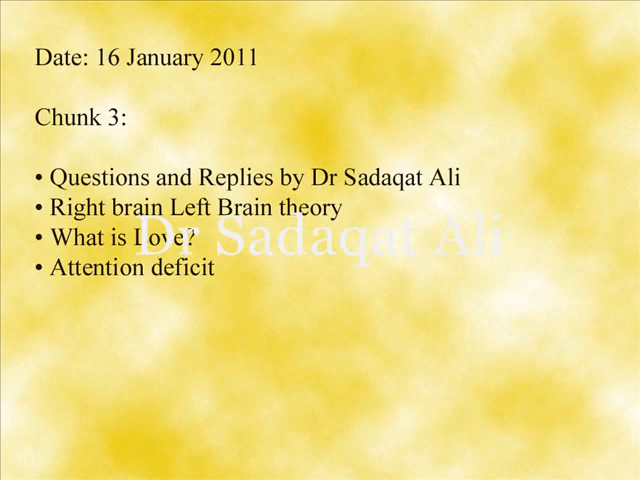 Date: 16 January 2011
Chunk 3:
• Questions and Replies by Dr Sadaqat Ali
• Right brain Left Brain theory
• What is Love?
Dr Sadaqat Ali
• Attention deficit